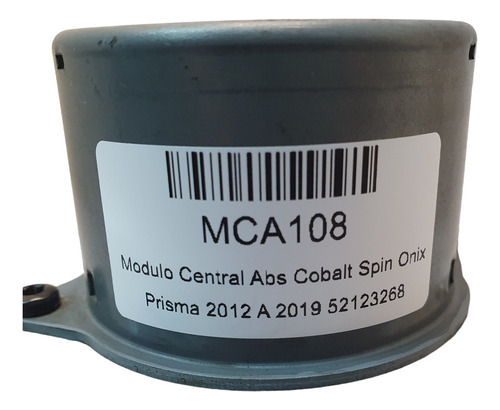 MCA108
Modulo Central Abs Cobalt Spin Onix
Prisma 2012 A 2019 52123268